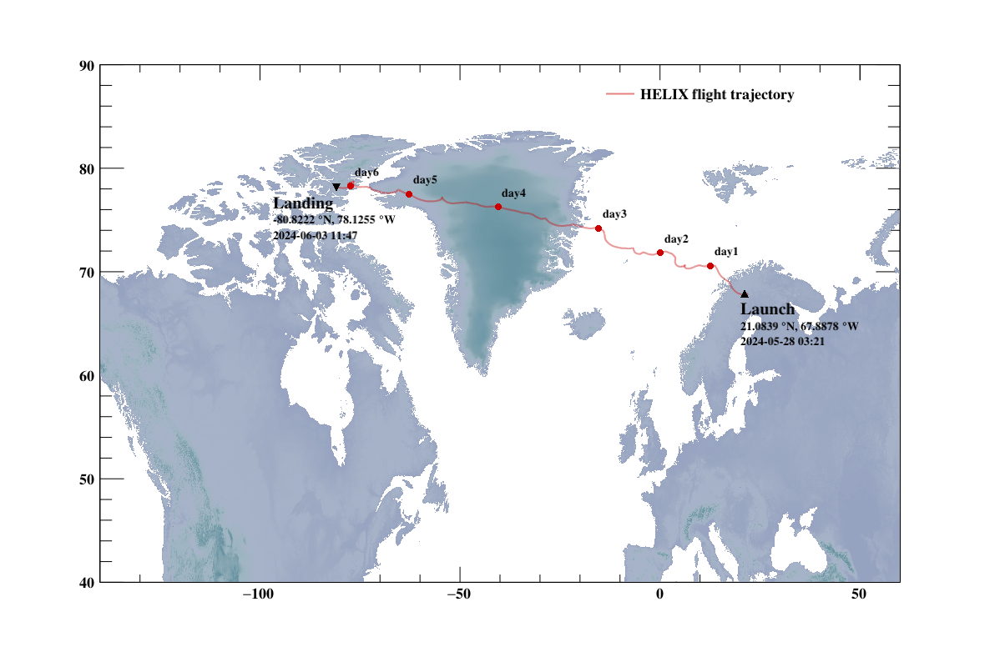 90
HELIX flight trajectory
80
day6
day5
day4
Landing
-80.8222 °N, 78.1255 °W
2024-06-03 11:47
day3
day2
day1
70
Launch
21.0839 °N, 67.8878 °W
2024-05-28 03:21
60
50
40
−100
−50
0
50